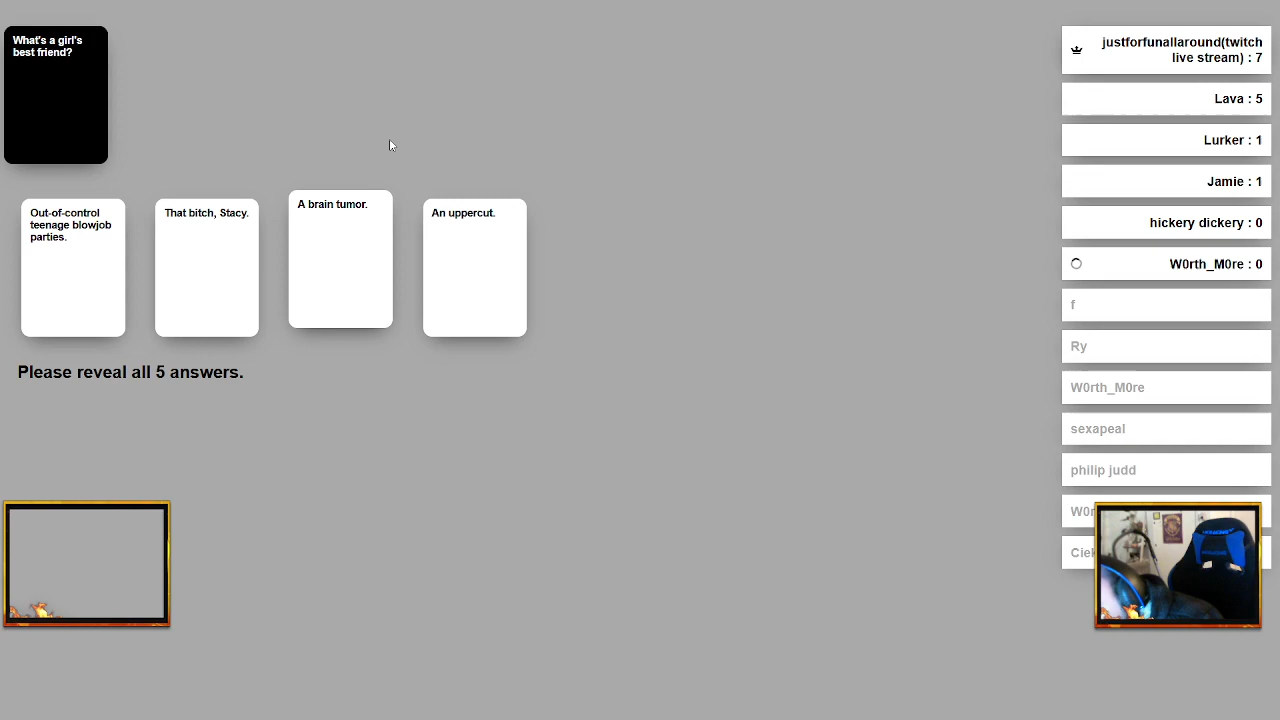 What's a girl's
best friend?
Out-of-control
teenage blowjob
parties.
That bitch, Stacy.
A brain tumor.
An uppercut.
Please reveal all 5 answers.
justforfunallaround(twitch
live stream) : 7
Lava : 5
Lurker : 1
Jamie : 1
hickery dickery : 0
W0rth_M0re : 0
f
Ry
W0rth_M0re
sexapeal
philip judd